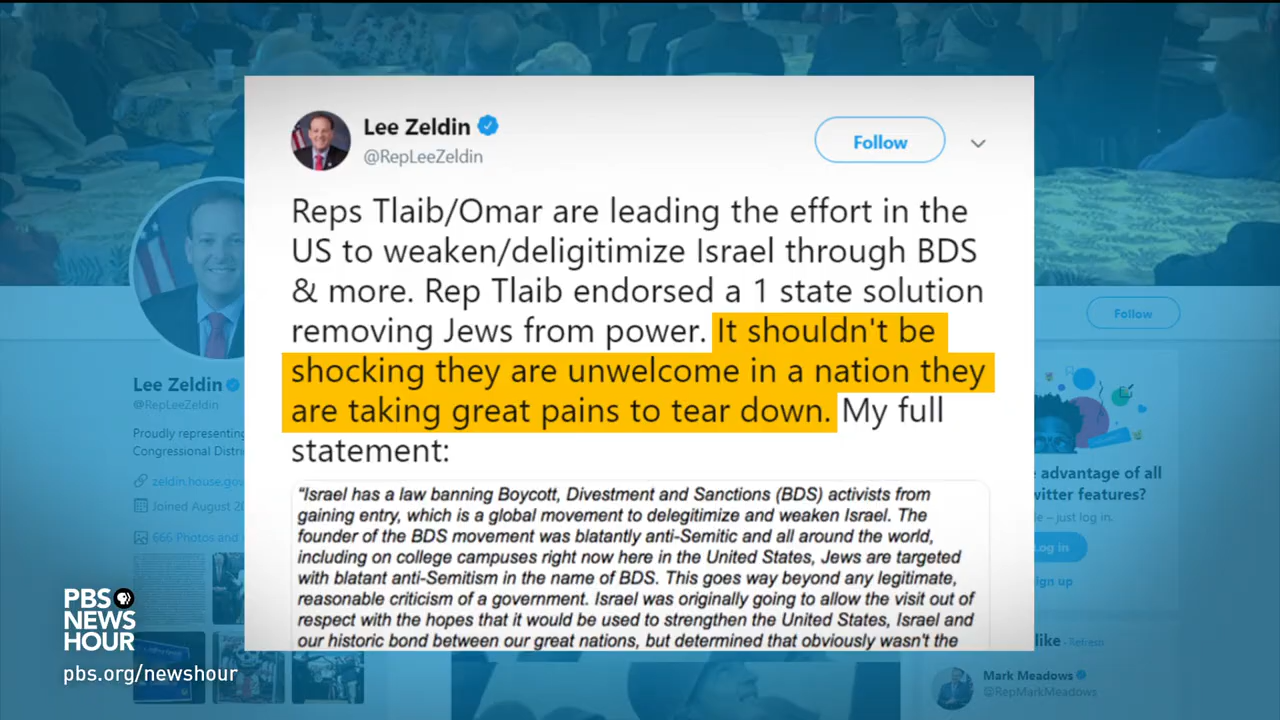 Lee Zeldin
@RepLeeZeldin
Follow
Reps Tlaib/Omar are leading the effort in the
US to weaken/deligitimize Israel through BDS
& more. Rep Tlaib endorsed a 1 state solution
removing Jews from power. It shouldn't be
shocking they are unwelcome in a nation they
are taking great pains to tear down. My full
statement:
"Israel has a law banning Boycott, Divestment and Sanctions (BDS) activists from
gaining entry, which is a global movement to delegitimize and weaken Israel. The
founder of the BDS movement was blatantly anti-Semitic and all around the world,
including on college campuses right now here in the United States, Jews are targeted
with blatant anti-Semitism in the name of BDS. This goes way beyond any legitimate,
reasonable criticism of a government. Israel was originally going to allow the visit out of
respect with the hopes that it would be used to strengthen the United States, Israel and
our historic bond between our great nations, but determined that obviously wasn't the
Lee Zeldin
@RepLeeZeldin
Proudly representing
Congressional
zeldin.house.gov
Joined August
666 Photos and
Follow
advantage of all
features?
just log in.
in
up
like · Refresh
Mark Meadows
@RepMarkMeadows
PBS
NEWS
HOUR
pbs.org/newshour